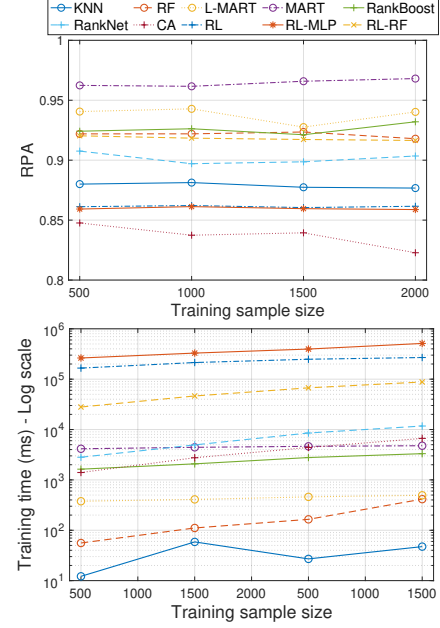 KNN RF L-MART MART RankBoost
RankNet CA RL RL-MLP RL-RF
RPA
0.95
0.9
0.85
0.8
500 1000 1500 2000
Training sample size
Training time (ms) - Log scale
10^6
10^5
10^4
10^3
10^2
10^1
500 1000 1500 1000 500 1000 1500
Training sample size